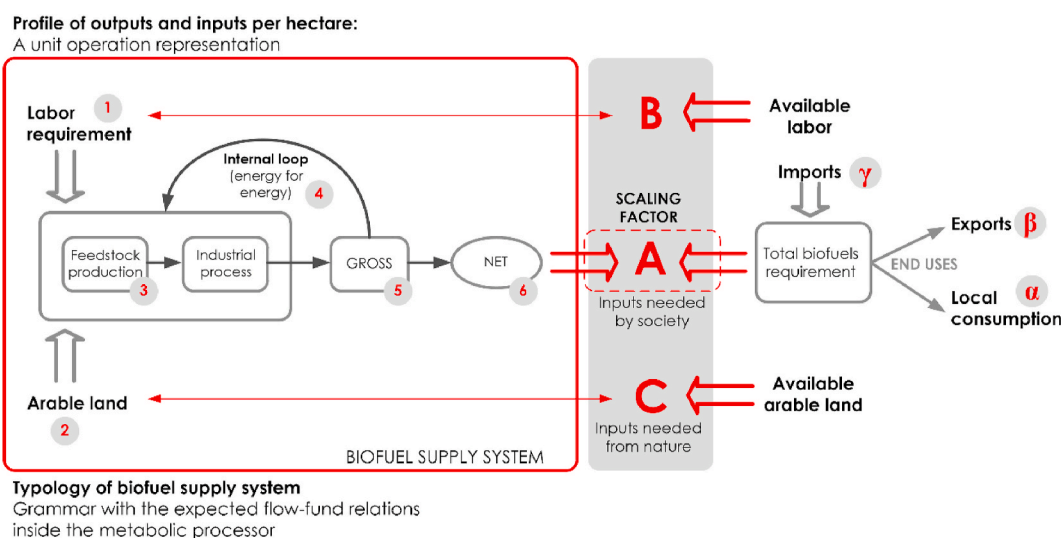 Profile of outputs and inputs per hectare:
A unit operation representation
Labor
requirement
1
Internal loop
(energy for
energy)
4
Feedstock
production
3
Industrial
process
GROSS
5
NET
6
Arable land
2
BIOFUEL SUPPLY SYSTEM
B
SCALING
FACTOR
A
Inputs needed
by society
C
Inputs needed
from nature
Available
labor
Imports
γ
Total biofuels
requirement
Exports
β
END USES
Local
consumption
α
Available
arable land
Typology of biofuel supply system
Grammar with the expected flow-fund relations
inside the metabolic processor